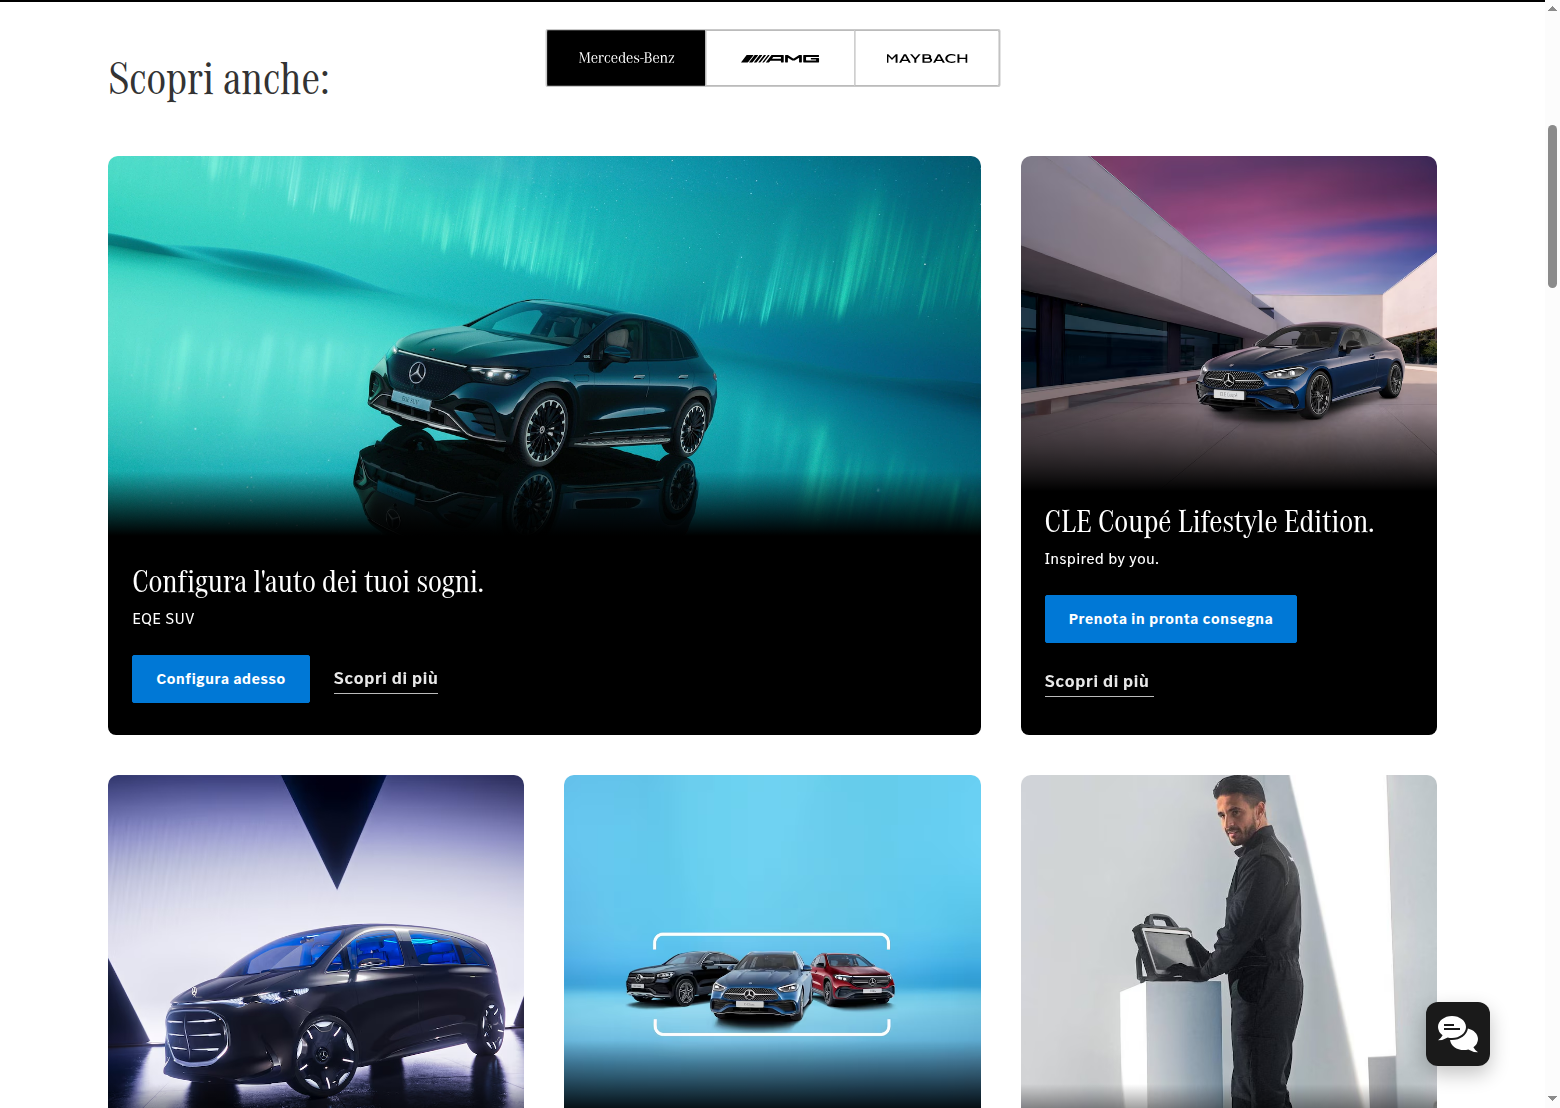 Mercedes-Benz
AMG
MAYBACH
Scopri anche:
Configura l'auto dei tuoi sogni.
EQE SUV
Configura adesso
Scopri di più
CLE Coupé Lifestyle Edition.
Inspired by you.
Prenota in pronta consegna
Scopri di più